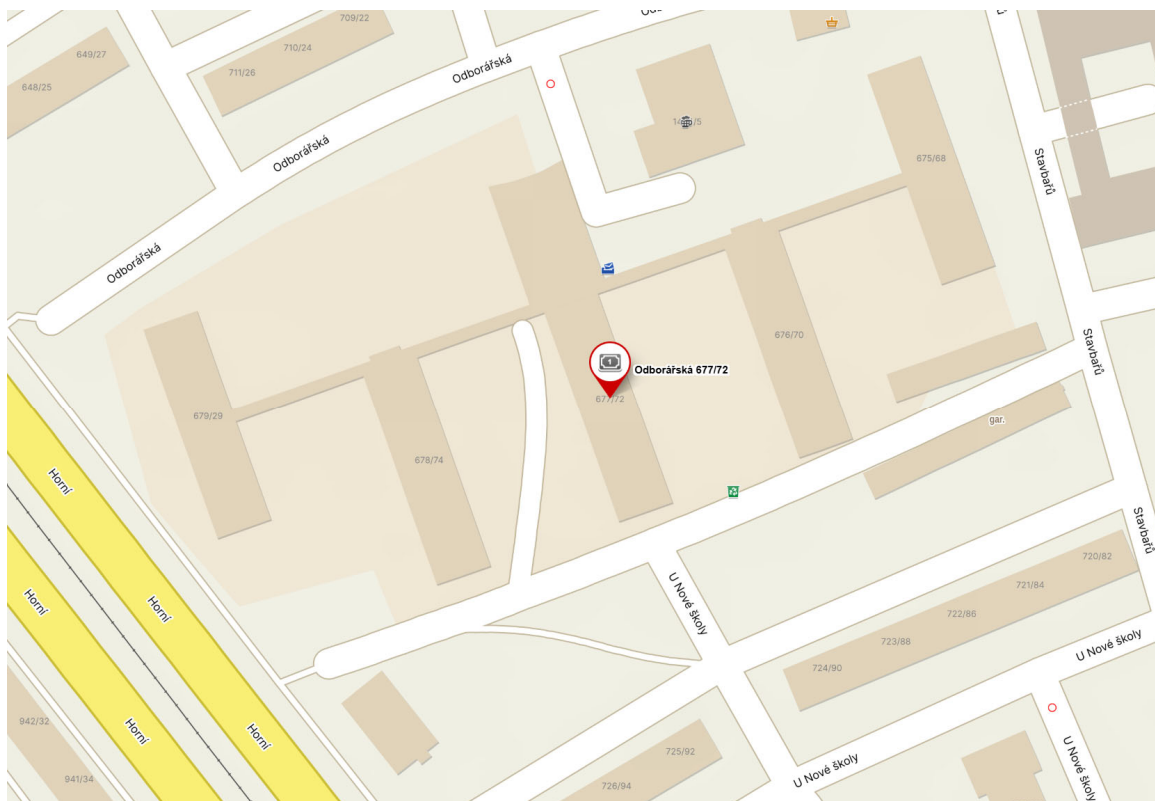 709/22
Odborářská
649/27
710/24
711/26
648/25
Odborářská
675/68
Stavbařů
Odborářská
Odborářská
676/70
Stavbařů
1
Odborářská 677/72
677/72
679/29
gar.
678/74
Horní
Stavbařů
720/82
721/84
Horní
Horní
U Nové školy
722/86
723/88
U Nové školy
724/90
942/32
Horní
Horní
725/92
U Nové školy
U Nové školy
941/34
726/94